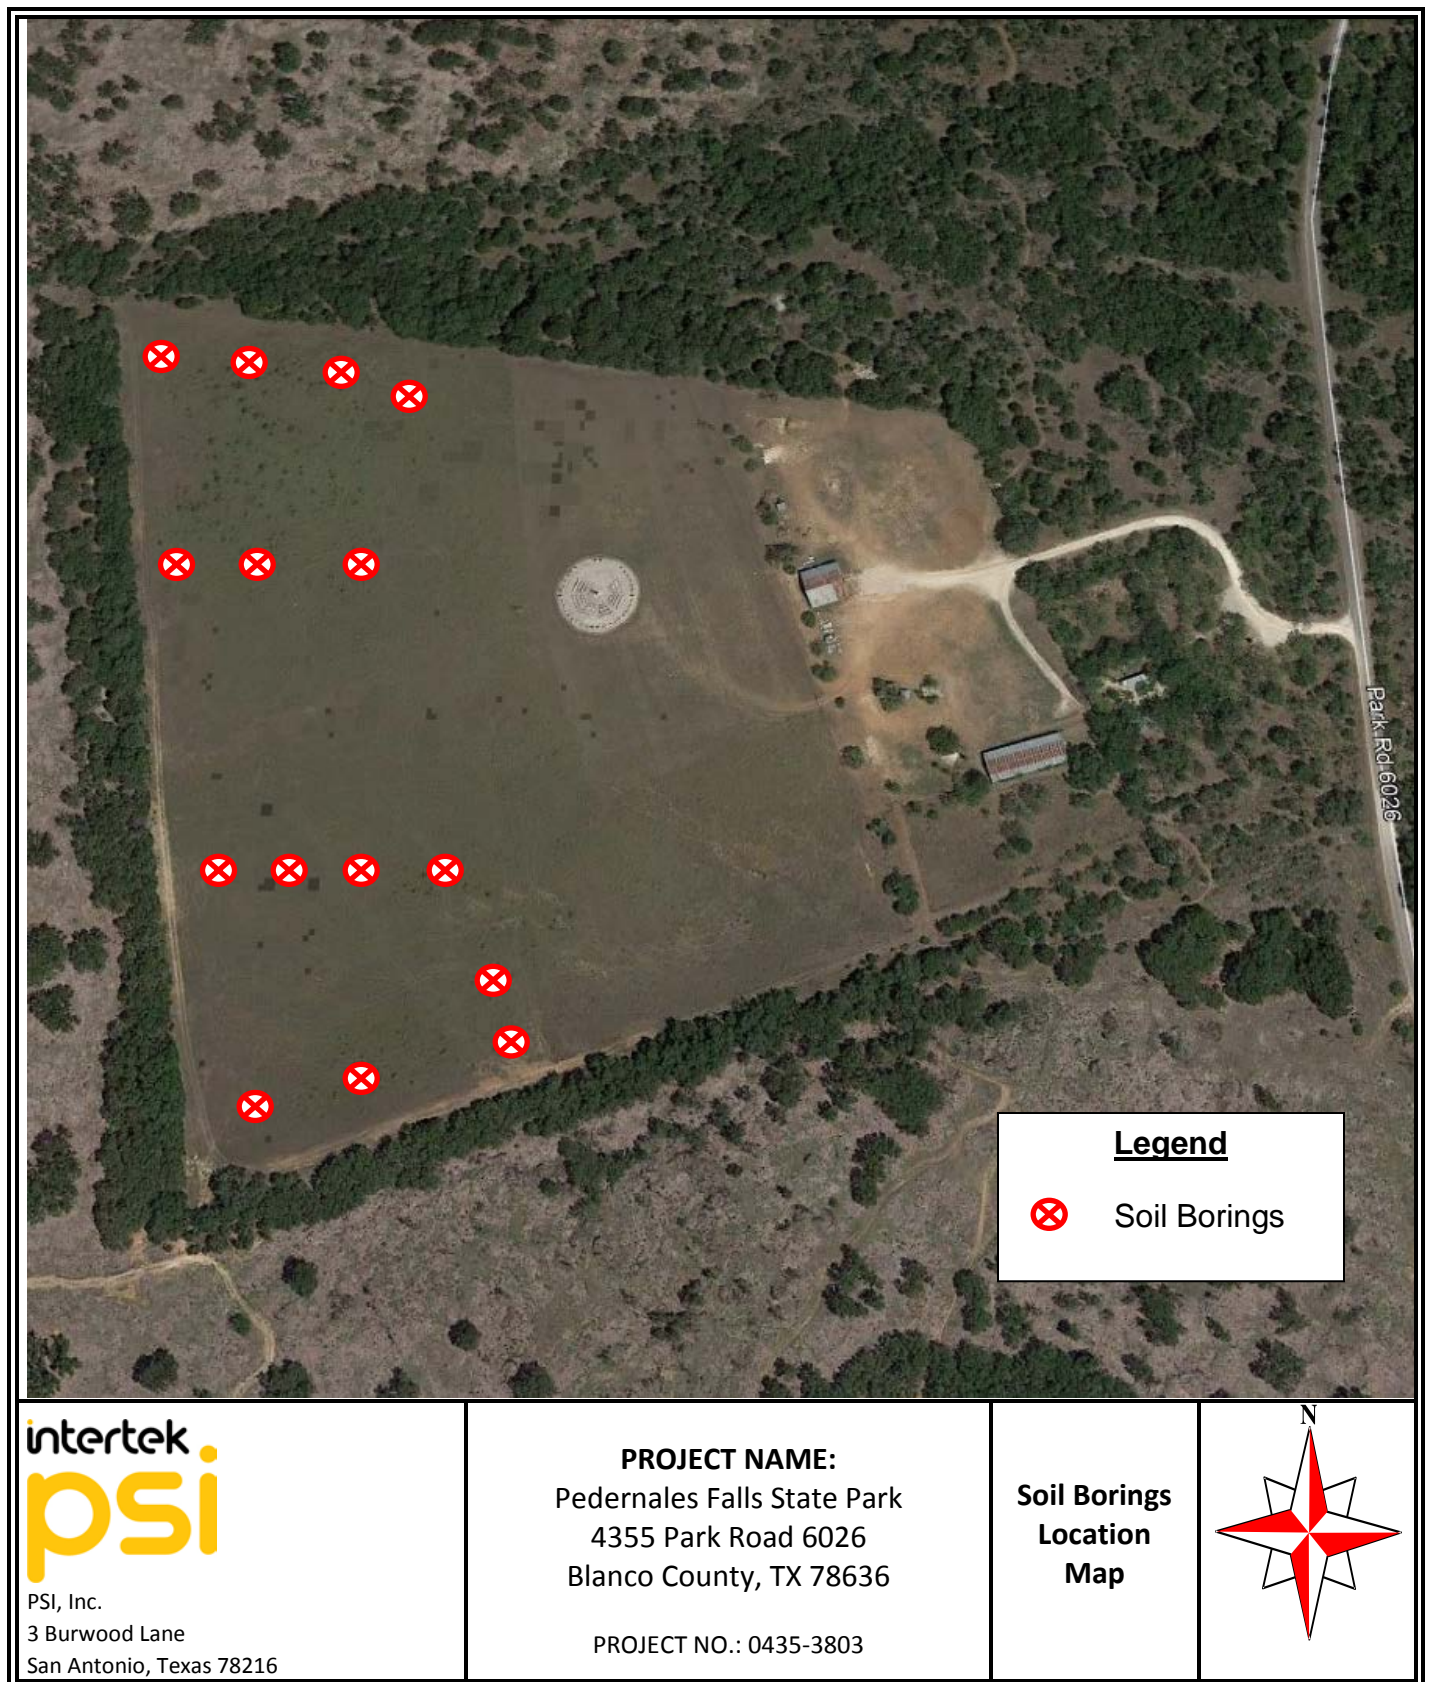 Park Rd 6026
Legend
Soil Borings
intertek
psi
PSI, Inc.
3 Burwood Lane
San Antonio, Texas 78216
PROJECT NAME:
Pedernales Falls State Park
4355 Park Road 6026
Blanco County, TX 78636
PROJECT NO.: 0435-3803
Soil Borings
Location
Map
N